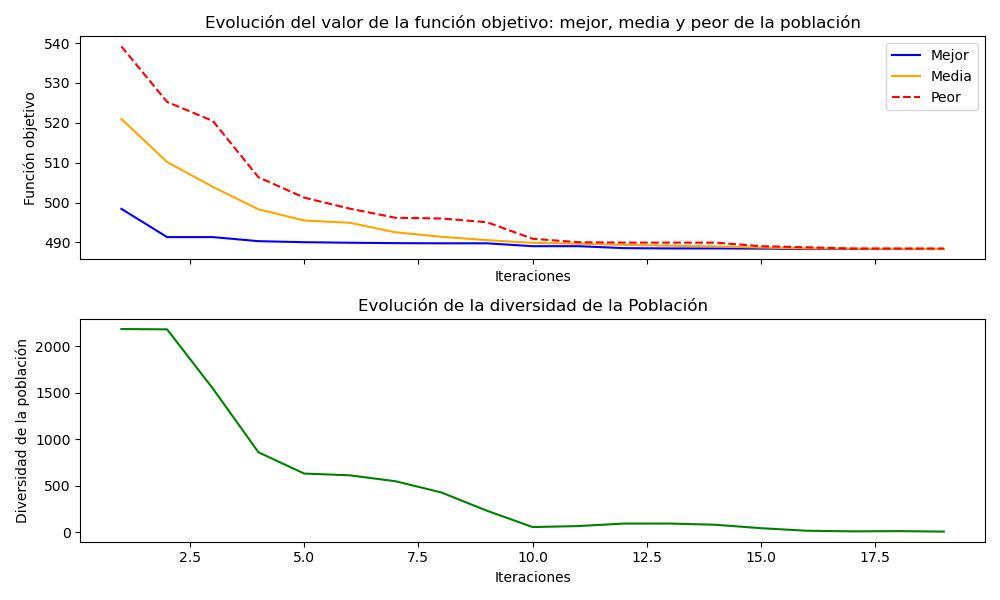 Evolución del valor de la función objetivo: mejor, media y peor de la población
Función objetivo
540
530
520
510
500
490
Mejor
Media
Peor
Iteraciones
Evolución de la diversidad de la Población
Diversidad de la población
2000
1500
1000
500
0
2.5
5.0
7.5
10.0
12.5
15.0
17.5
Iteraciones